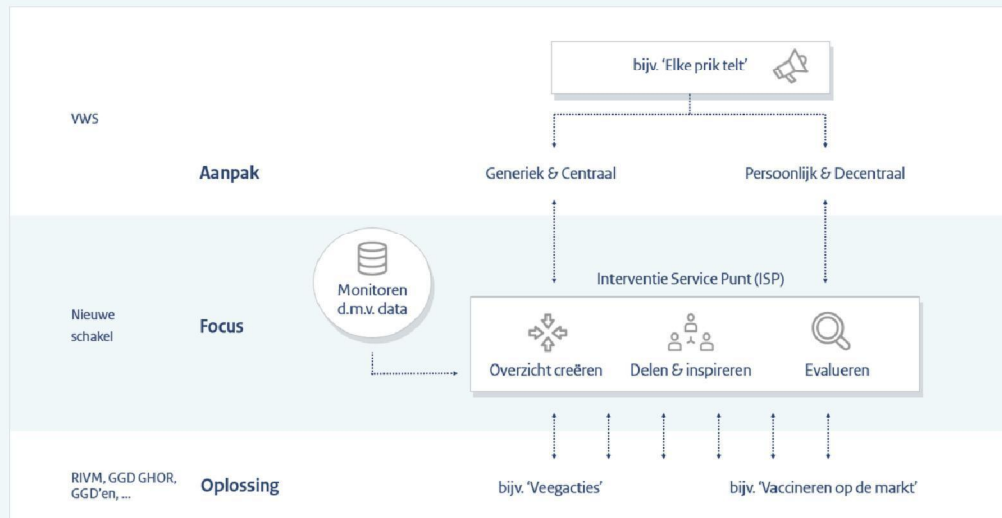 bijv. 'Elke prik telt'
VWS
Aanpak
Generiek & Centraal
Persoonlijk & Decentraal
Monitoren
d.m.v. data
Interventie Service Punt (ISP)
Nieuwe
schakel
Focus
Overzicht creëren
Delen & inspireren
Evalueren
RIVM, GGD GHOR,
GGD'en, ...
Oplossing
bijv. 'Veegacties'
bijv. 'Vaccineren op de markt'